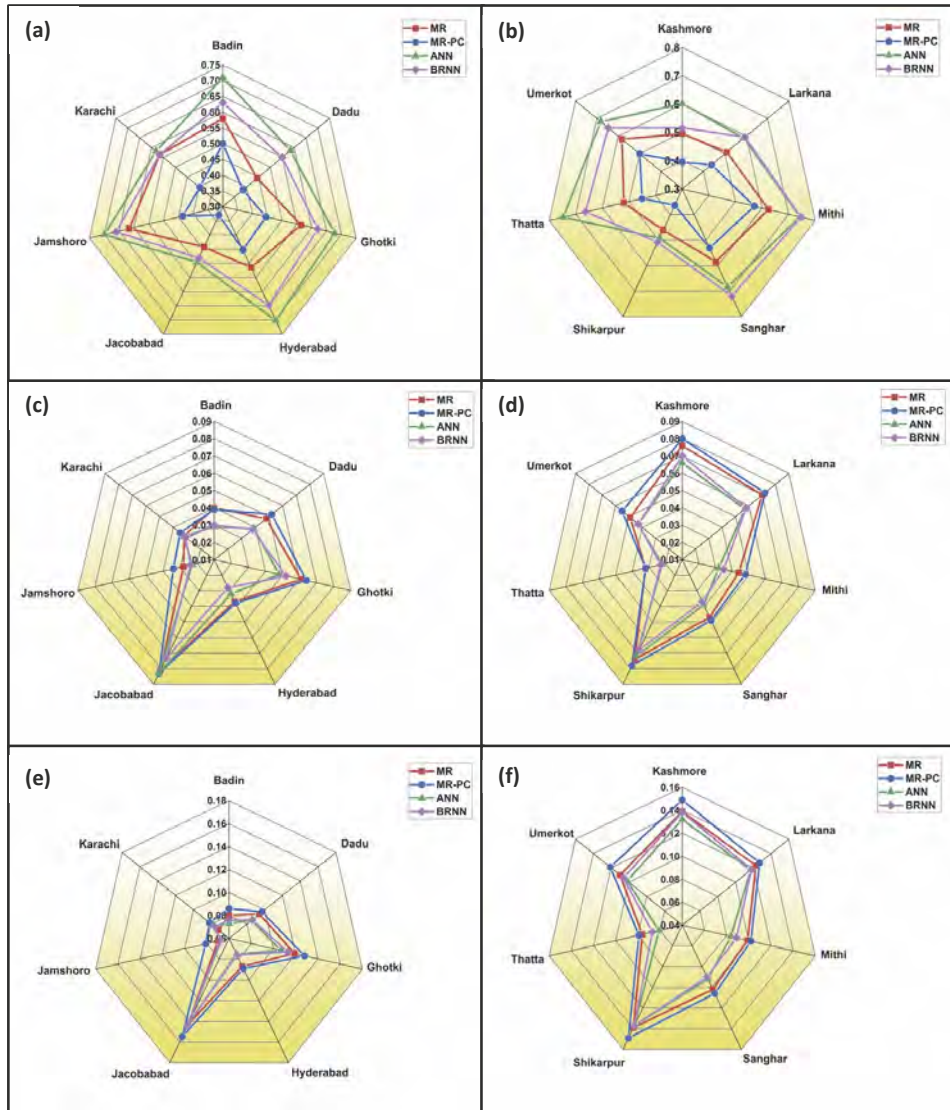 (a)
MR
MR-PC
ANN
BRNN
Badin
0.75
0.70
0.65
0.60
0.55
0.50
0.45
0.40
0.35
0.30
Karachi
Dadu
Jamshoro
Ghotki
Jacobabad
Hyderabad
(b)
MR
MR-PC
ANN
BRNN
Kashmore
0.8
0.7
0.6
0.5
0.4
0.3
Umerkot
Larkana
Thatta
Mithi
Shikarpur
Sanghar
(c)
MR
MR-PC
ANN
BRNN
Badin
0.09
0.08
0.07
0.06
0.05
0.04
0.03
0.02
0.01
Karachi
Dadu
Jamshoro
Ghotki
Jacobabad
Hyderabad
(d)
MR
MR-PC
ANN
BRNN
Kashmore
0.09
0.08
0.07
0.06
0.05
0.04
0.03
0.02
0.01
Umerkot
Larkana
Thatta
Mithi
Shikarpur
Sanghar
(e)
MR
MR-PC
ANN
BRNN
Badin
0.18
0.16
0.14
0.12
0.10
0.08
Karachi
Dadu
Jamshoro
Ghotki
Jacobabad
Hyderabad
(f)
MR
MR-PC
ANN
BRNN
Kashmore
0.16
0.14
0.12
0.10
0.08
0.06
0.04
Umerkot
Larkana
Thatta
Mithi
Shikarpur
Sanghar